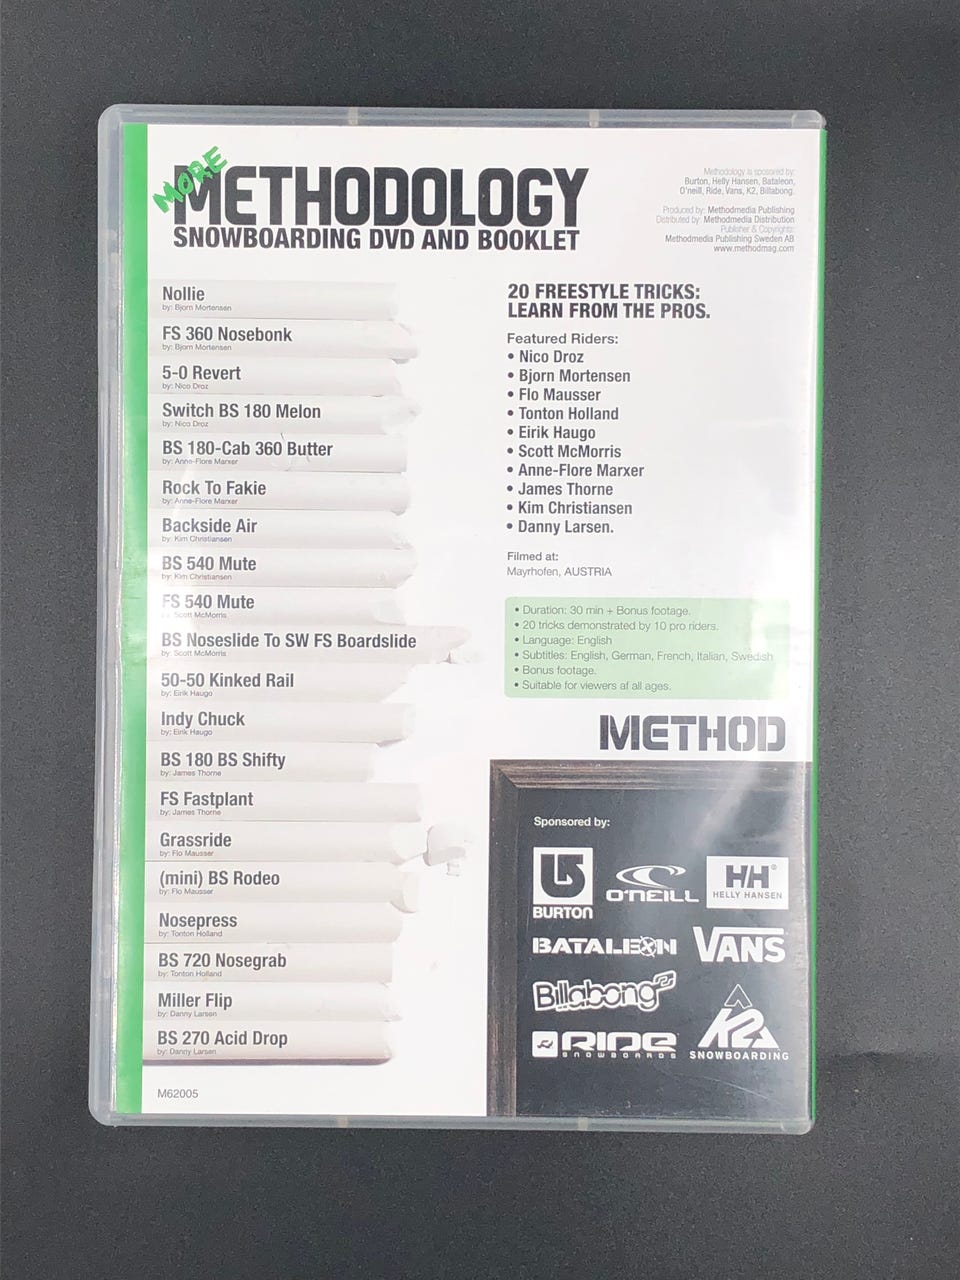 MORE
METHODOLOGY
SNOWBOARDING DVD AND BOOKLET
Methodology is sposored by:
Burton, Helly Hansen, Bataleon,
O'neill, Ride, Vans, K2, Billabong.
Produced by: Methodmedia Publishing
Distributed by: Methodmedia Distribution
Publisher & Copyrights:
Methodmedia Publishing Sweden AB
www.methodmag.com
Nollie
by: Bjorn Mortensen
FS 360 Nosebonk
by: Bjorn Mortensen
5-0 Revert
by: Nico Droz
Switch BS 180 Melon
by: Nico Droz
BS 180-Cab 360 Butter
by: Anne-Flore Marxer
Rock To Fakie
by: Anne-Flore Marxer
Backside Air
by: Kim Christiansen
BS 540 Mute
by: Kim Christiansen
FS 540 Mute
by: Scott McMorris
BS Noseslide To SW FS Boardslide
by: Scott McMorris
50-50 Kinked Rail
by: Eirik Haugo
Indy Chuck
by: Eirik Haugo
BS 180 BS Shifty
by: James Thorne
FS Fastplant
by: James Thorne
Grassride
by: Flo Mausser
(mini) BS Rodeo
by: Flo Mausser
Nosepress
by: Tonton Holland
BS 720 Nosegrab
by: Tonton Holland
Miller Flip
by: Danny Larsen
BS 270 Acid Drop
by: Danny Larsen
M62005
20 FREESTYLE TRICKS:
LEARN FROM THE PROS.
Featured Riders:
• Nico Droz
• Bjorn Mortensen
• Flo Mausser
• Tonton Holland
• Eirik Haugo
• Scott McMorris
• Anne-Flore Marxer
• James Thorne
• Kim Christiansen
• Danny Larsen.
Filmed at:
Mayrhofen, AUSTRIA
• Duration: 30 min + Bonus footage.
• 20 tricks demonstrated by 10 pro riders.
• Language: English
• Subtitles: English, German, French, Italian, Swedish
• Bonus footage.
• Suitable for viewers af all ages.
METHOD
Sponsored by:
BURTON
O'NEILL
HH®
HELLY HANSEN
BATALEON
VANS
Billabong
K2
SNOWBOARDING
RIDE
SNOWBOARDS